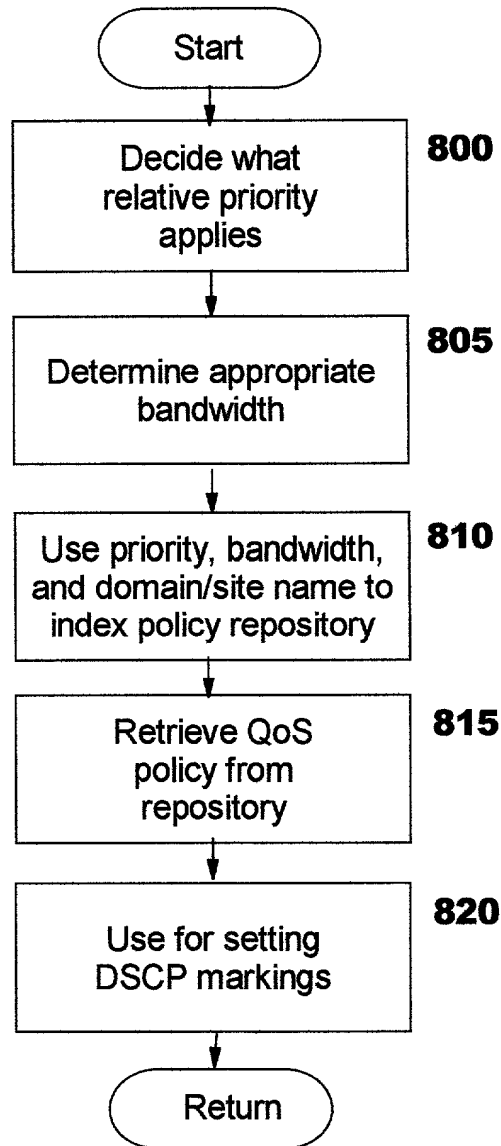 Start
800
Decide what
relative priority
applies
805
Determine appropriate
bandwidth
810
Use priority, bandwidth,
and domain/site name to
index policy repository
815
Retrieve QoS
policy from
repository
820
Use for setting
DSCP markings
Return